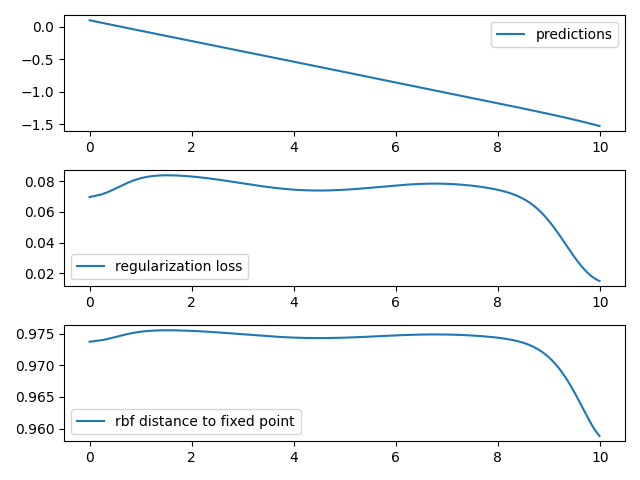 0.0
−0.5
−1.0
−1.5
predictions
0 2 4 6 8 10
0.08
0.06
0.04
0.02
regularization loss
0 2 4 6 8 10
0.975
0.970
0.965
0.960
rbf distance to fixed point
0 2 4 6 8 10